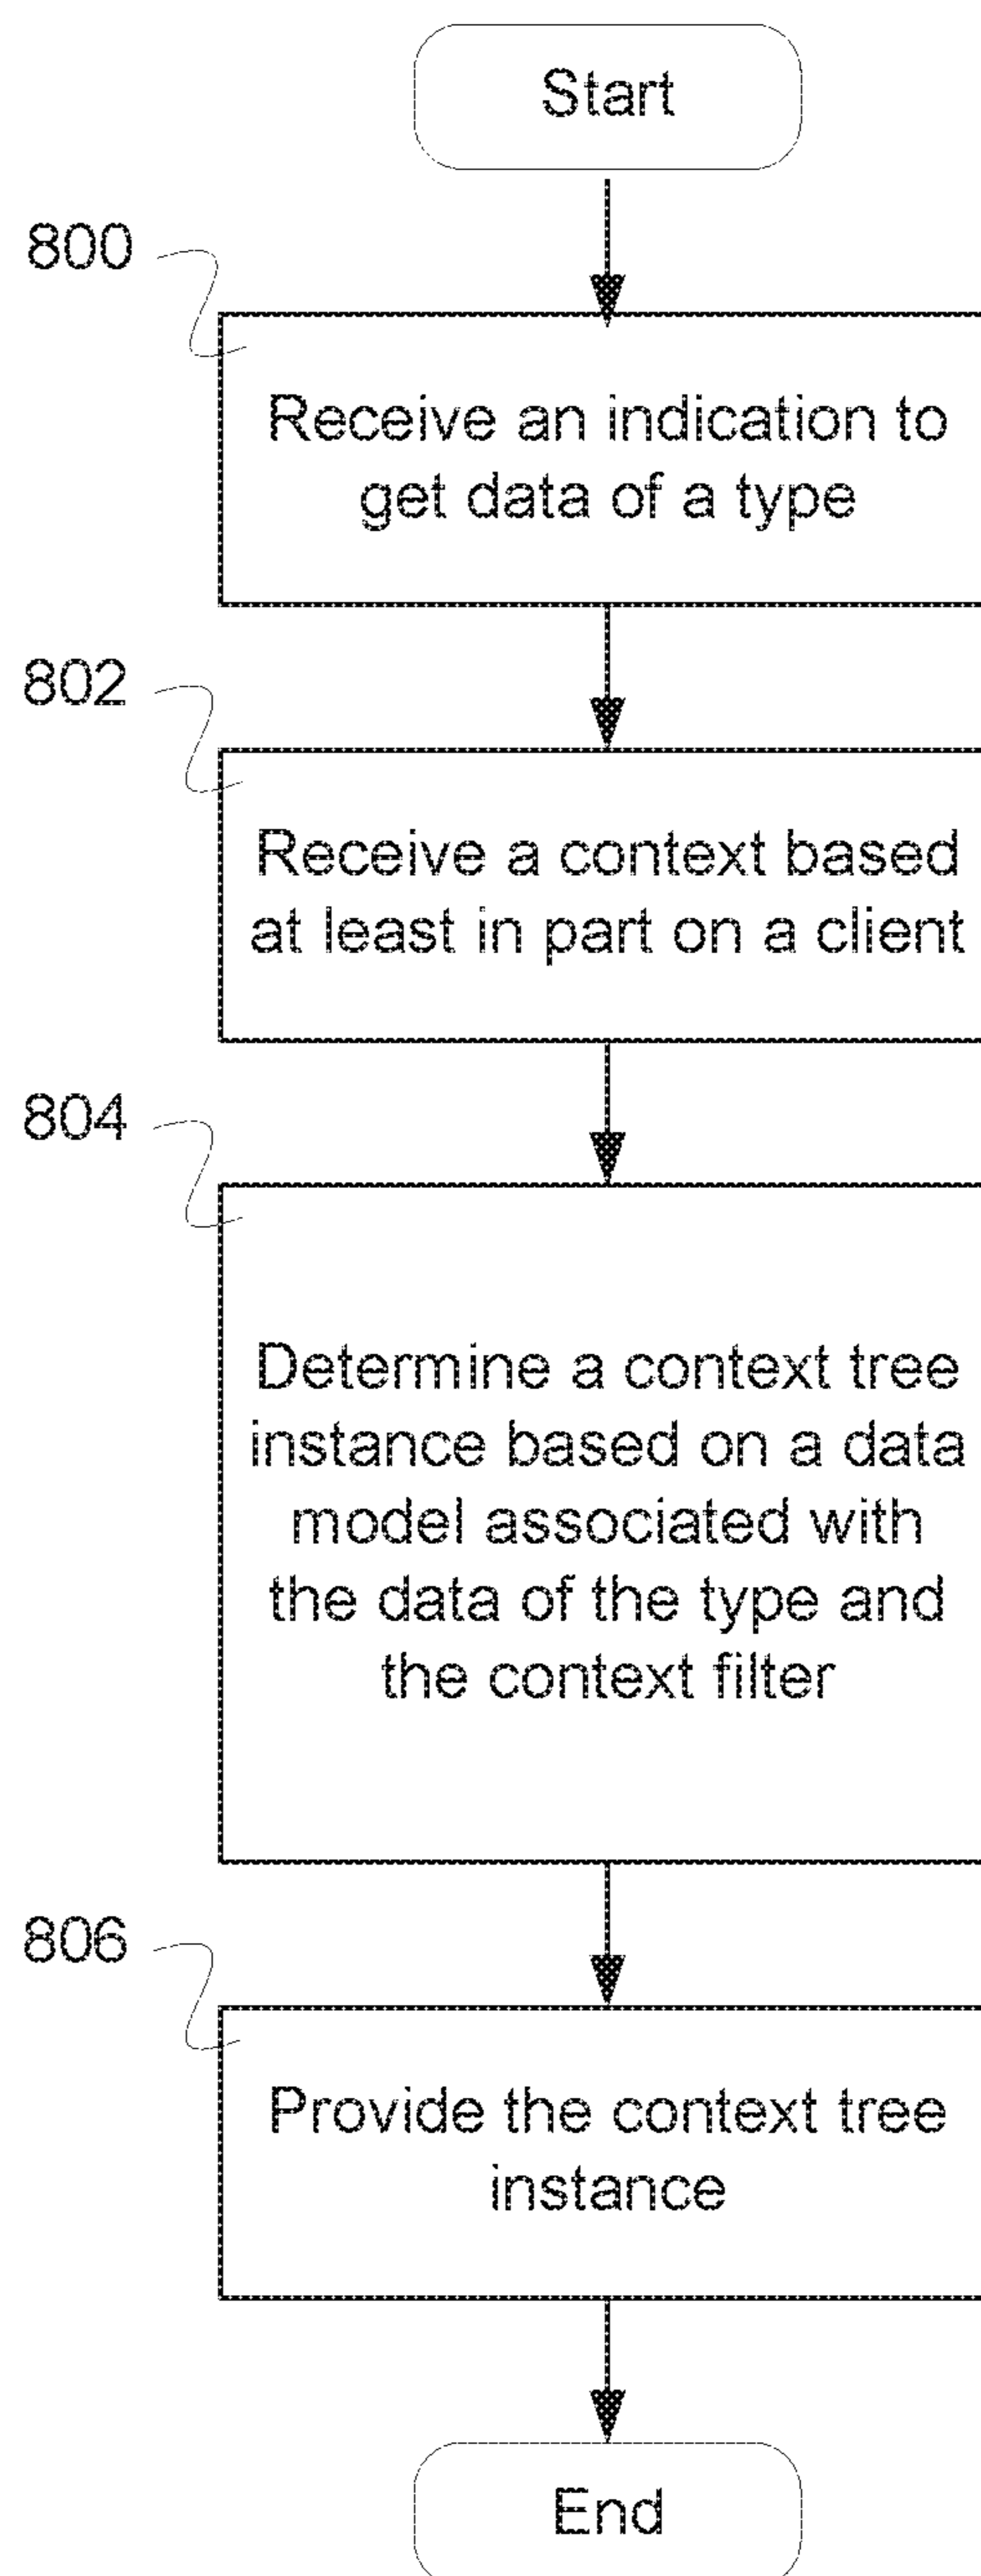 Start
800
Receive an indication to
get data of a type
802
Receive a context based
at least in part on a client
804
Determine a context tree
instance based on a data
model associated with
the data of the type and
the context filter
806
Provide the context tree
instance
End